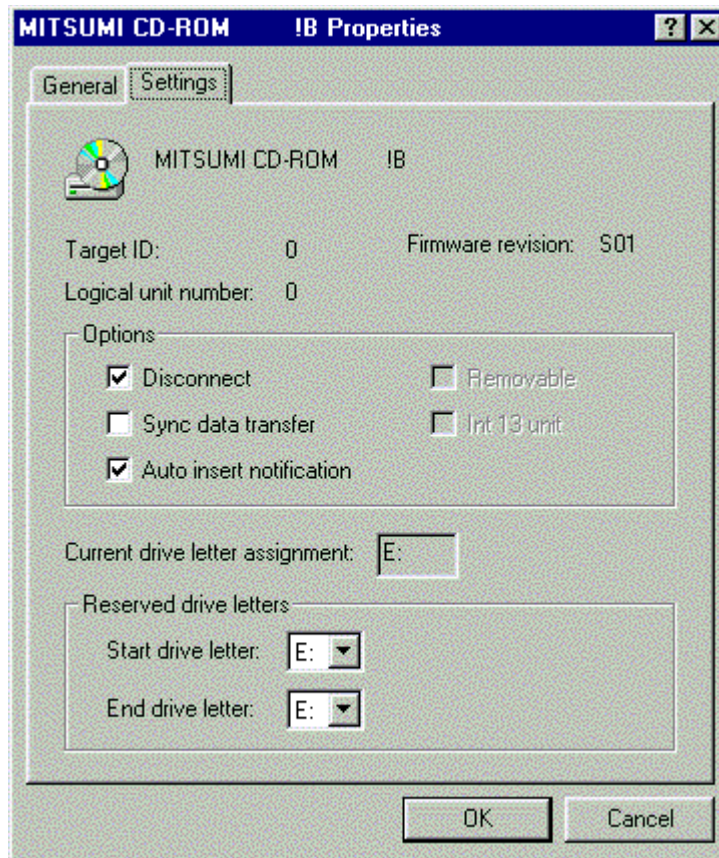 MITSUMI CD-ROM !B Properties
General Settings
MITSUMI CD-ROM !B
Target ID: 0 Firmware revision: S01
Logical unit number: 0
Options
Disconnect Removable
Sync data transfer Int 13 unit
Auto insert notification
Current drive letter assignment: E:
Reserved drive letters
Start drive letter: E:
End drive letter: E:
OK Cancel